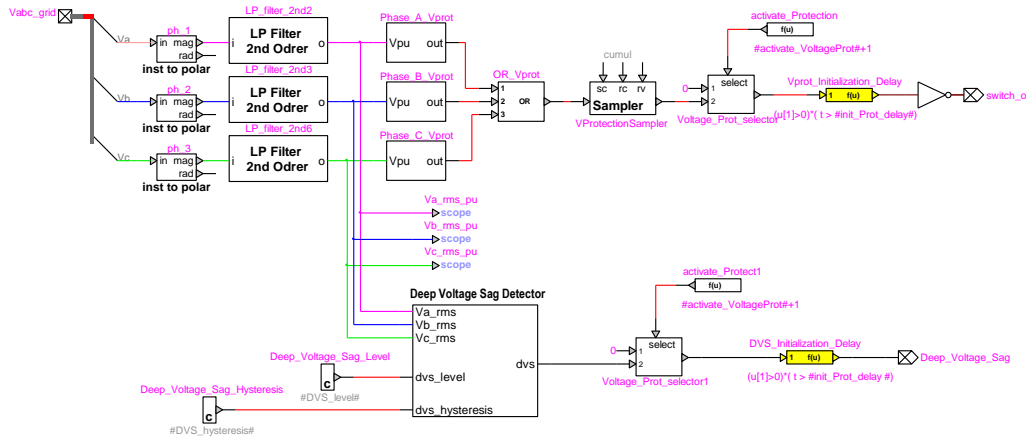 Vabc_grid
Va
Vb
Vc
ph_1
in mag
rad
inst to polar
ph_2
in mag
rad
inst to polar
ph_3
in mag
rad
inst to polar
LP_filter_2nd2
i LP Filter 2nd Odrer o
LP_filter_2nd3
i LP Filter 2nd Odrer o
LP_filter_2nd6
i LP Filter 2nd Odrer o
Phase_A_Vprot
Vpu out
Phase_B_Vprot
Vpu out
Phase_C_Vprot
Vpu out
OR_Vprot
1
2 OR
3
cumul
sc rc rv
Sampler
VProtectionSampler
activate_Protection
f(u)
#activate_VoltageProt#+1
select
0 1
2
Voltage_Prot_selector
Vprot_Initialization_Delay
1 f(u)
(u[1]>0)*( t > #init_Prot_delay#)
switch_o
Va_rms_pu
scope
Vb_rms_pu
scope
Vc_rms_pu
scope
Deep Voltage Sag Detector
Va_rms
Vb_rms
Vc_rms
dvs
dvs_level
dvs_hysteresis
Deep_Voltage_Sag_Level
c
#DVS_level#
Deep_Voltage_Sag_Hysteresis
c
#DVS_hysteresis#
activate_Protect1
f(u)
#activate_VoltageProt#+1
select
0 1
2
Voltage_Prot_selector1
DVS_Initialization_Delay
1 f(u)
(u[1]>0)*( t > #init_Prot_delay #)
Deep_Voltage_Sag